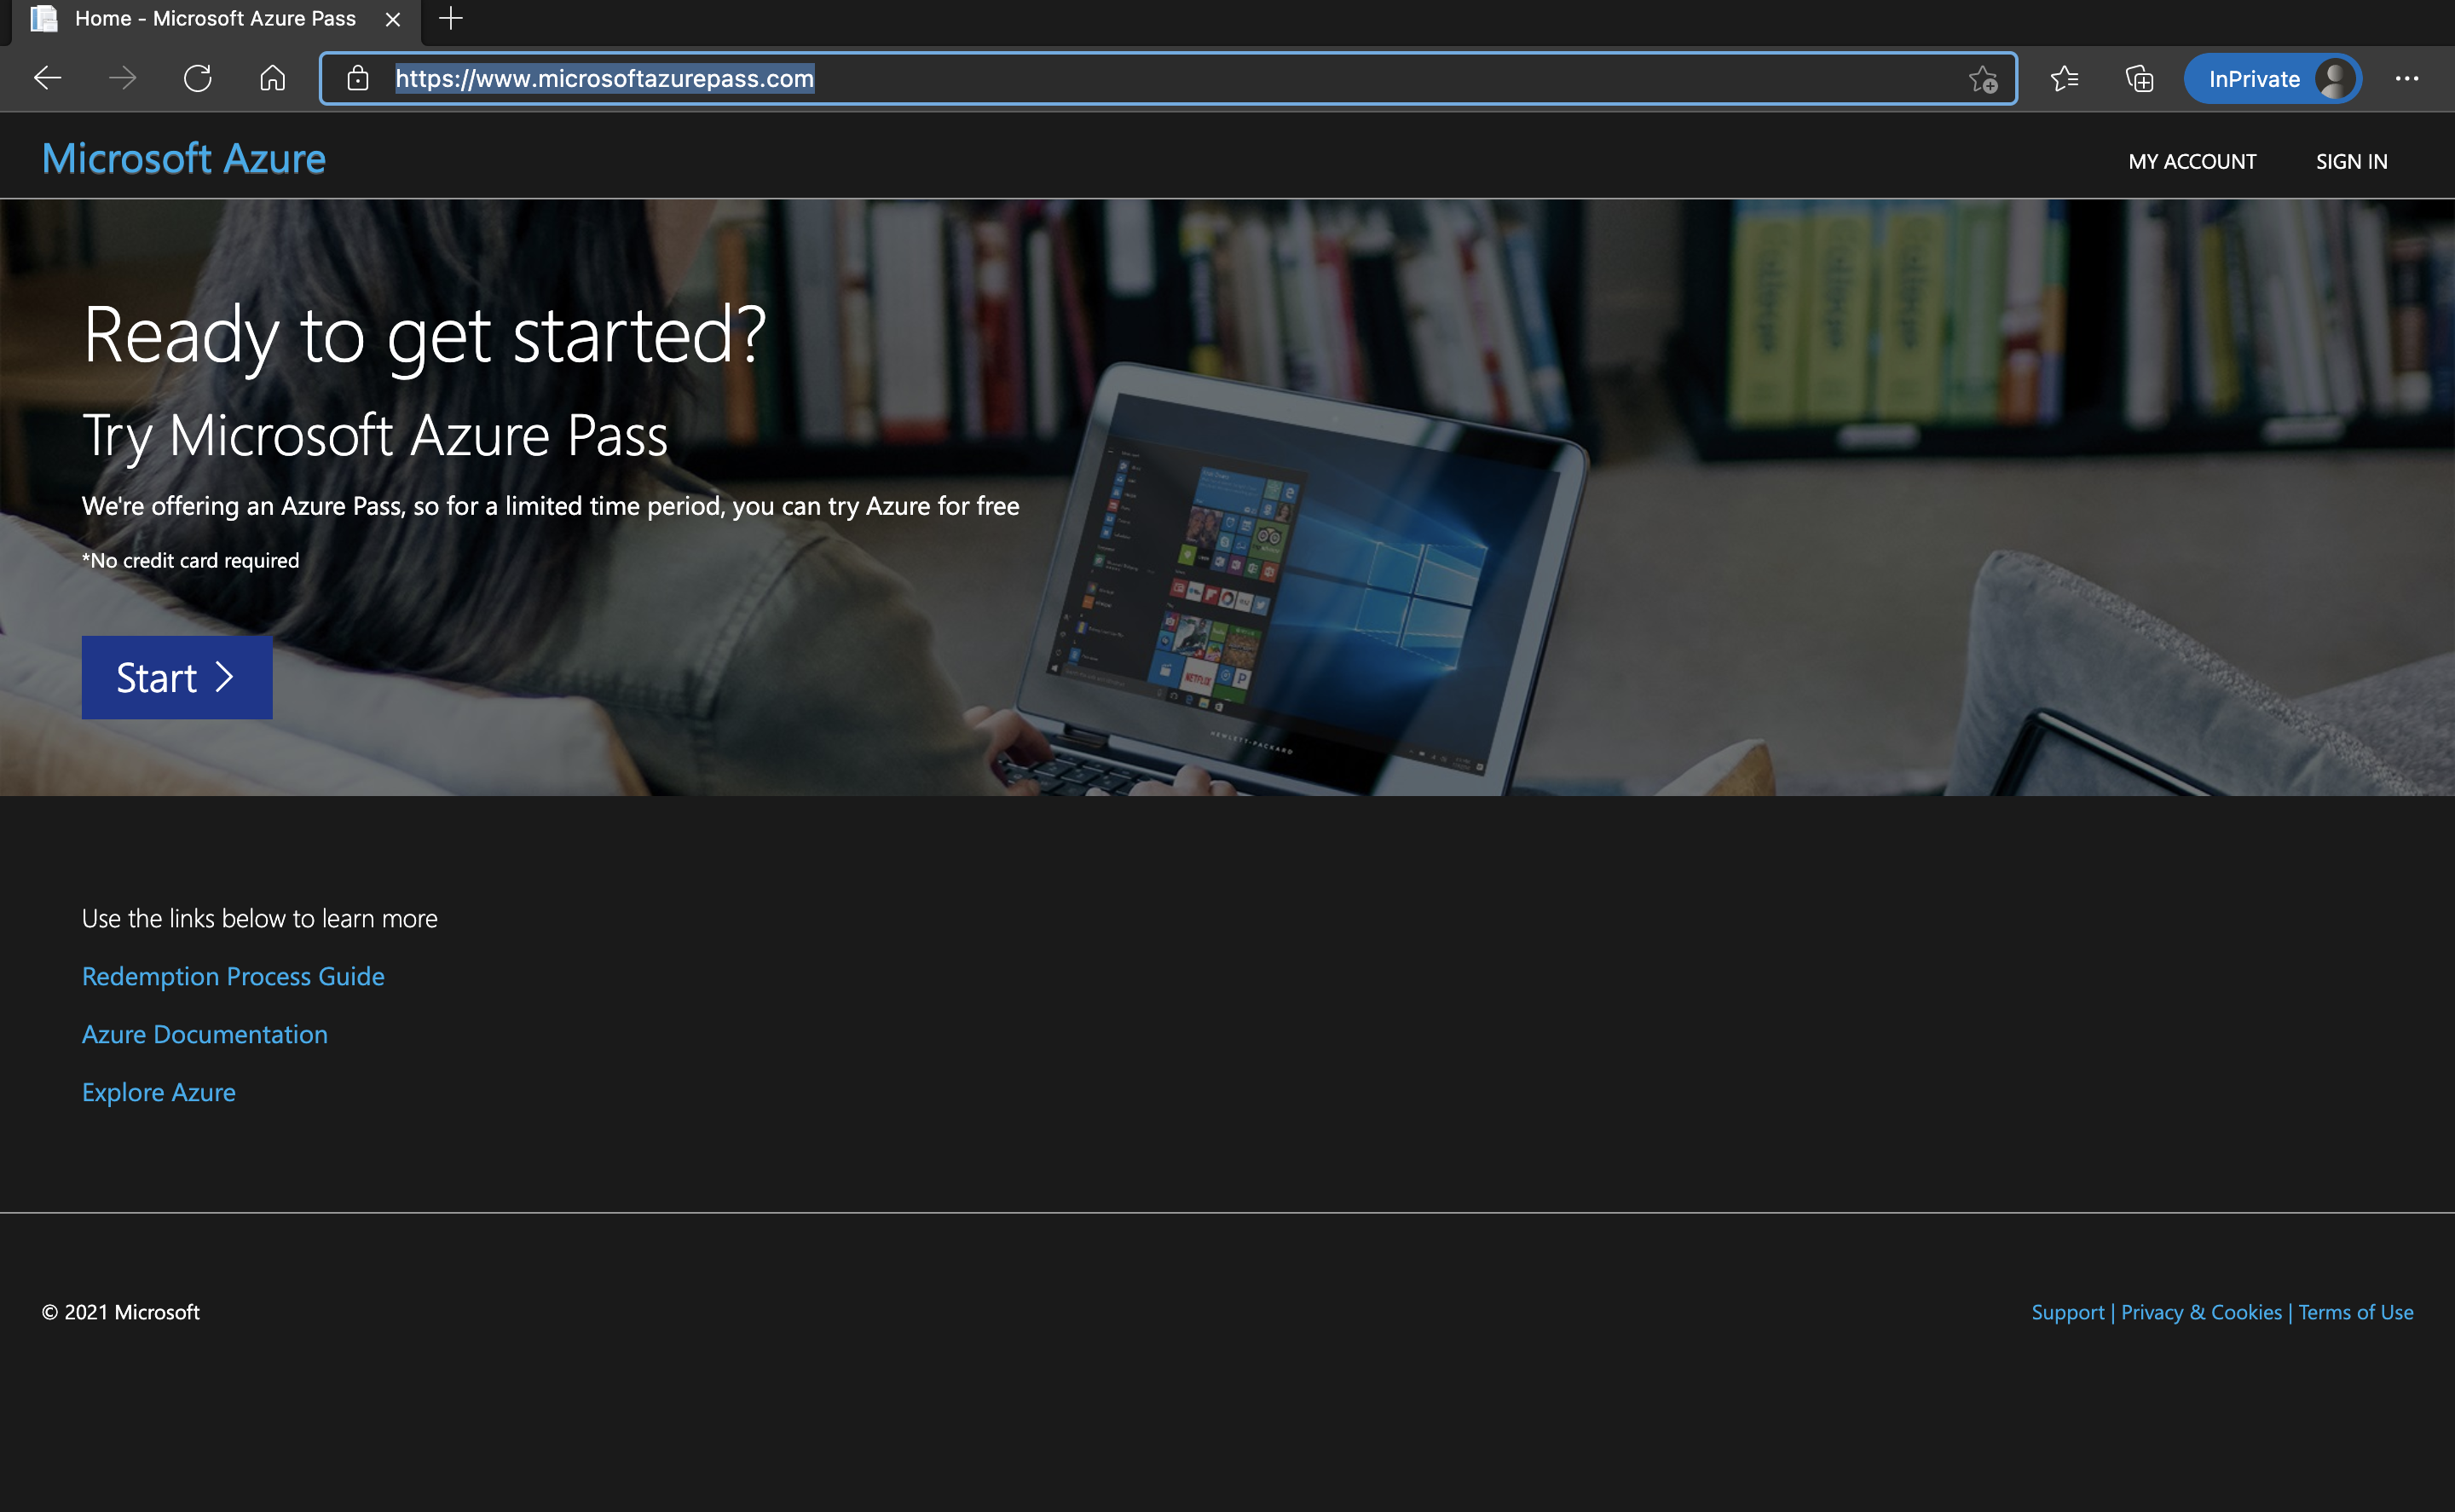 Home - Microsoft Azure Pass
https://www.microsoftazurepass.com
InPrivate
Microsoft Azure
MY ACCOUNT
SIGN IN
Ready to get started?
Try Microsoft Azure Pass
We're offering an Azure Pass, so for a limited time period, you can try Azure for free
*No credit card required
Start
NETFLIX
HEWLETT-PACKARD
Use the links below to learn more
Redemption Process Guide
Azure Documentation
Explore Azure
© 2021 Microsoft
Support | Privacy & Cookies | Terms of Use